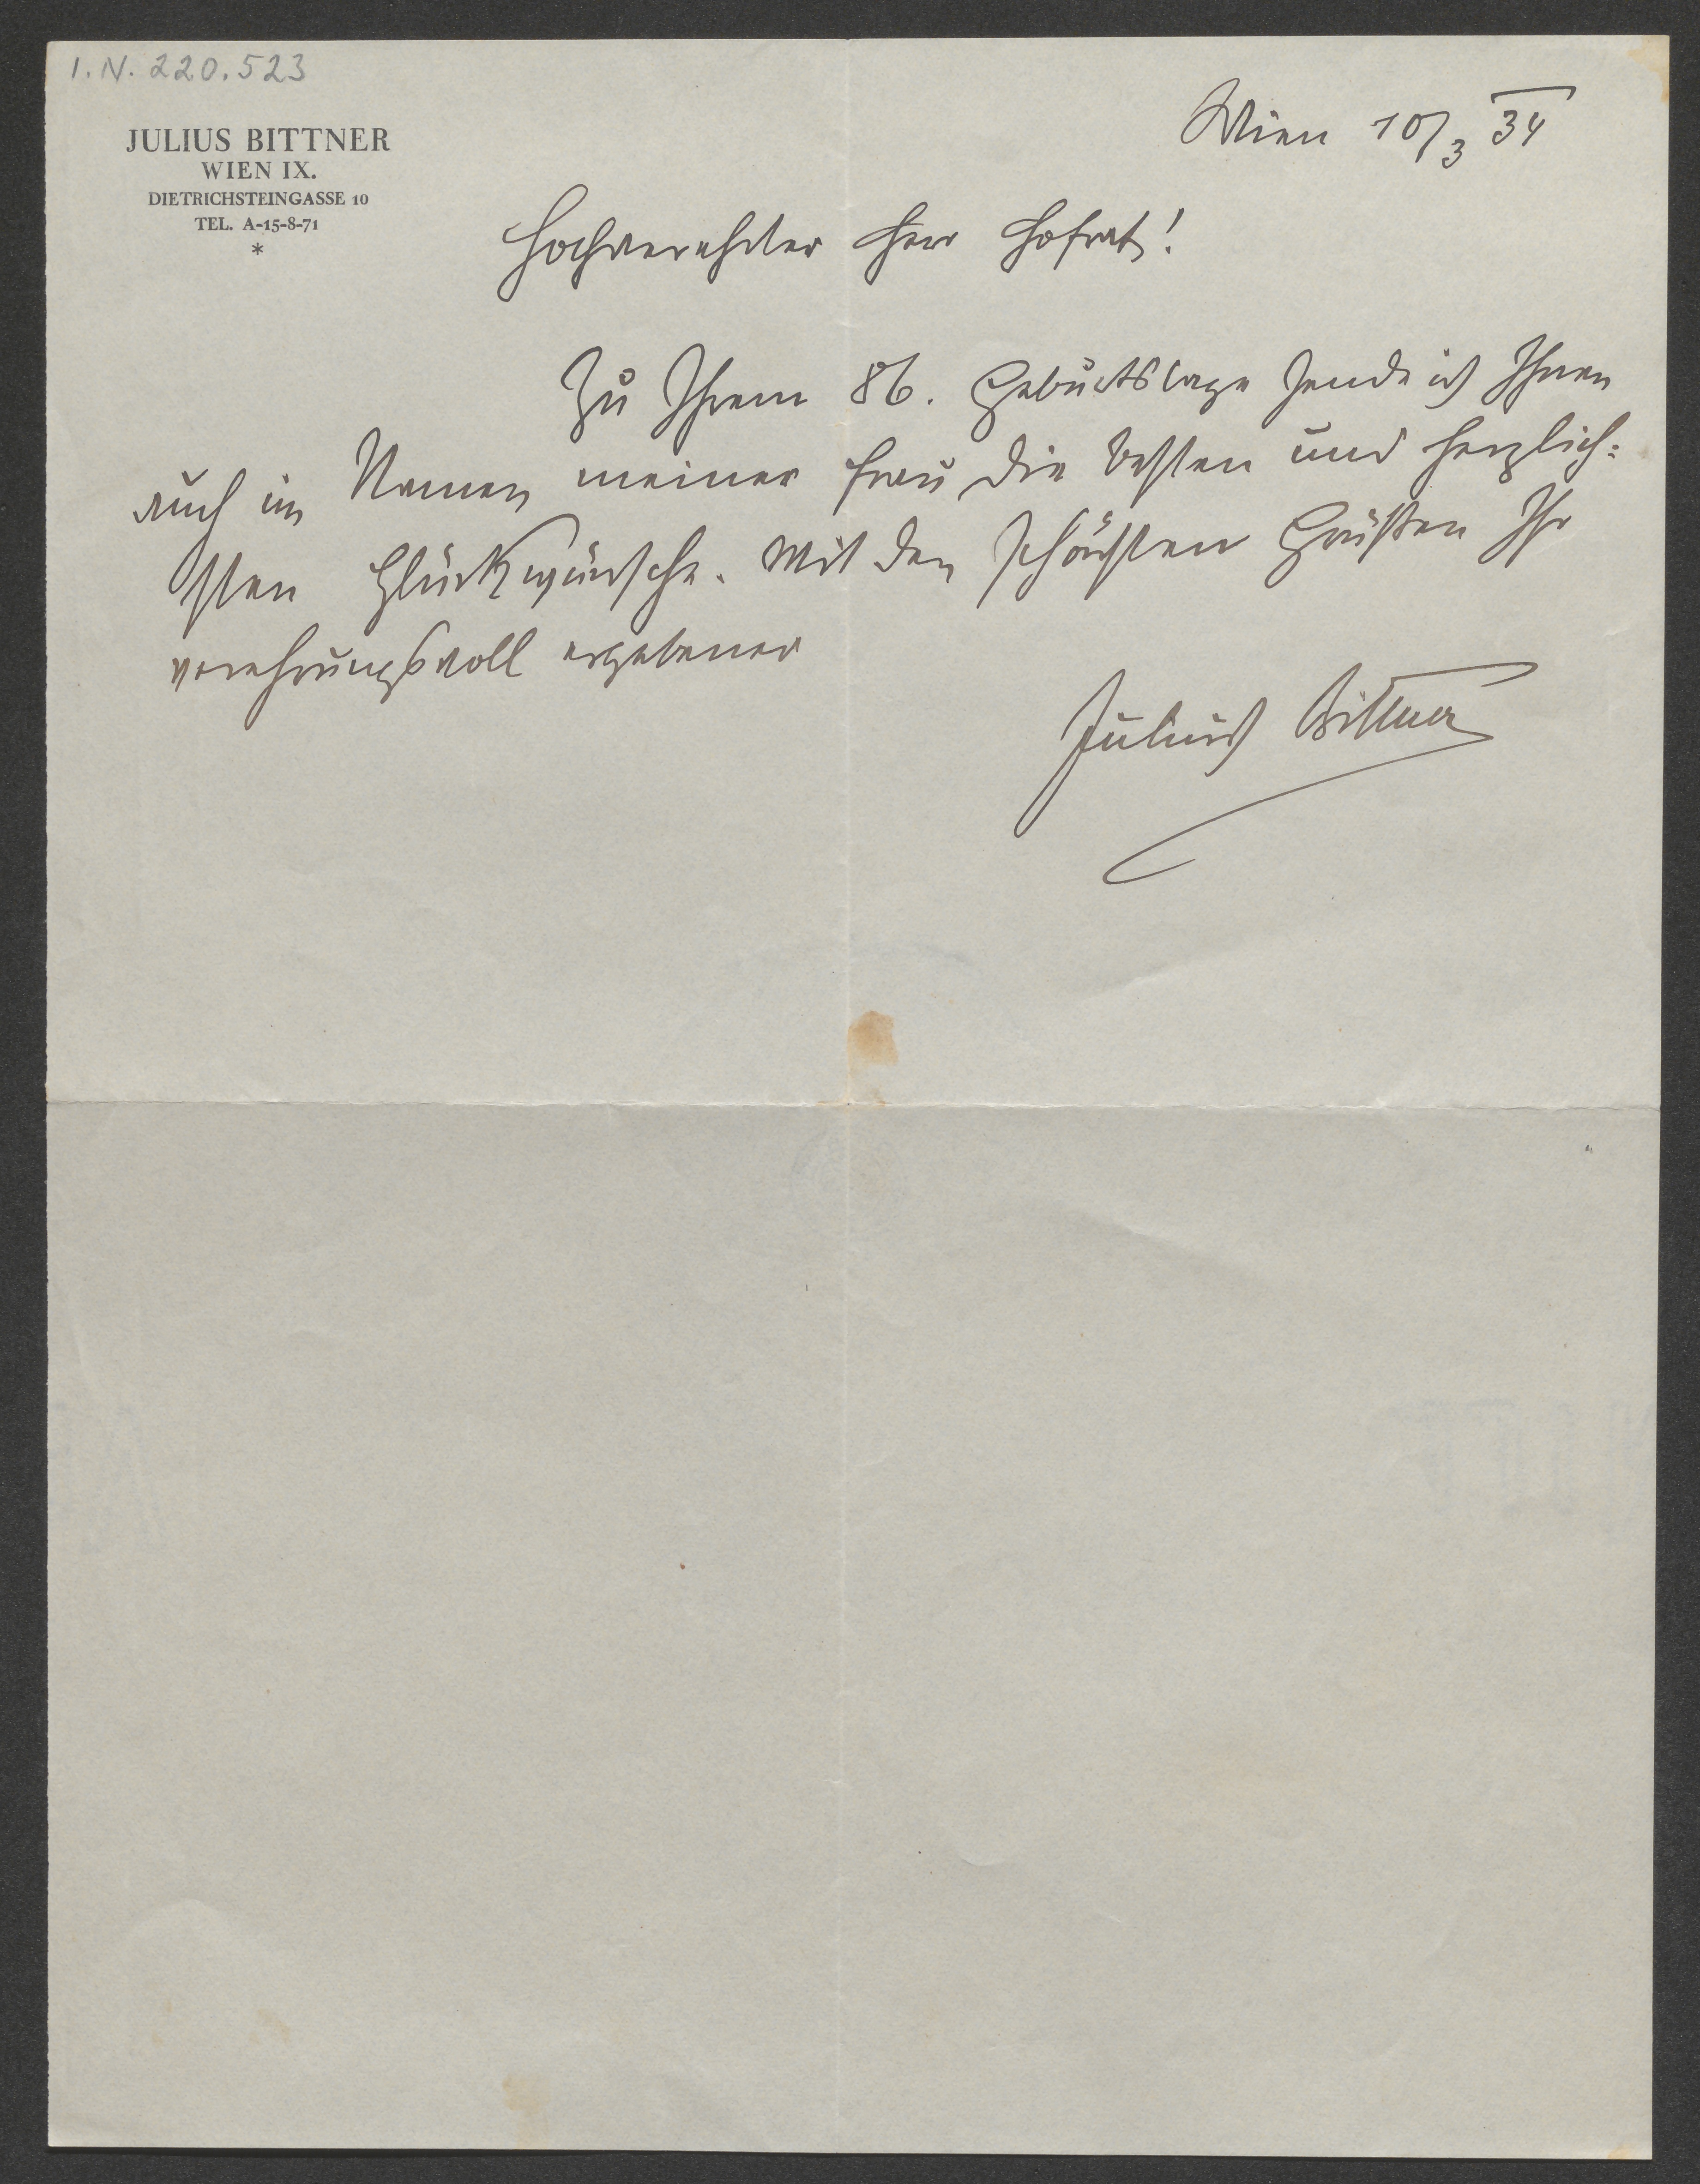 I.N. 220.523
JULIUS BITTNER
WIEN IX.
DIETRICHSTEINGASSE 10
TEL. A-15-8-71
*
Wien 10/3 34
Hochverehrter Herr Hofrat!
Zu Ihrem 86. Geburtstage sende ich Ihnen
auch im Namen meiner Frau die besten und herzlich=
sten Glückwünsche. Mit den schönsten Grüßen Ihr
verehrungsvoll ergebener
Julius Bittner